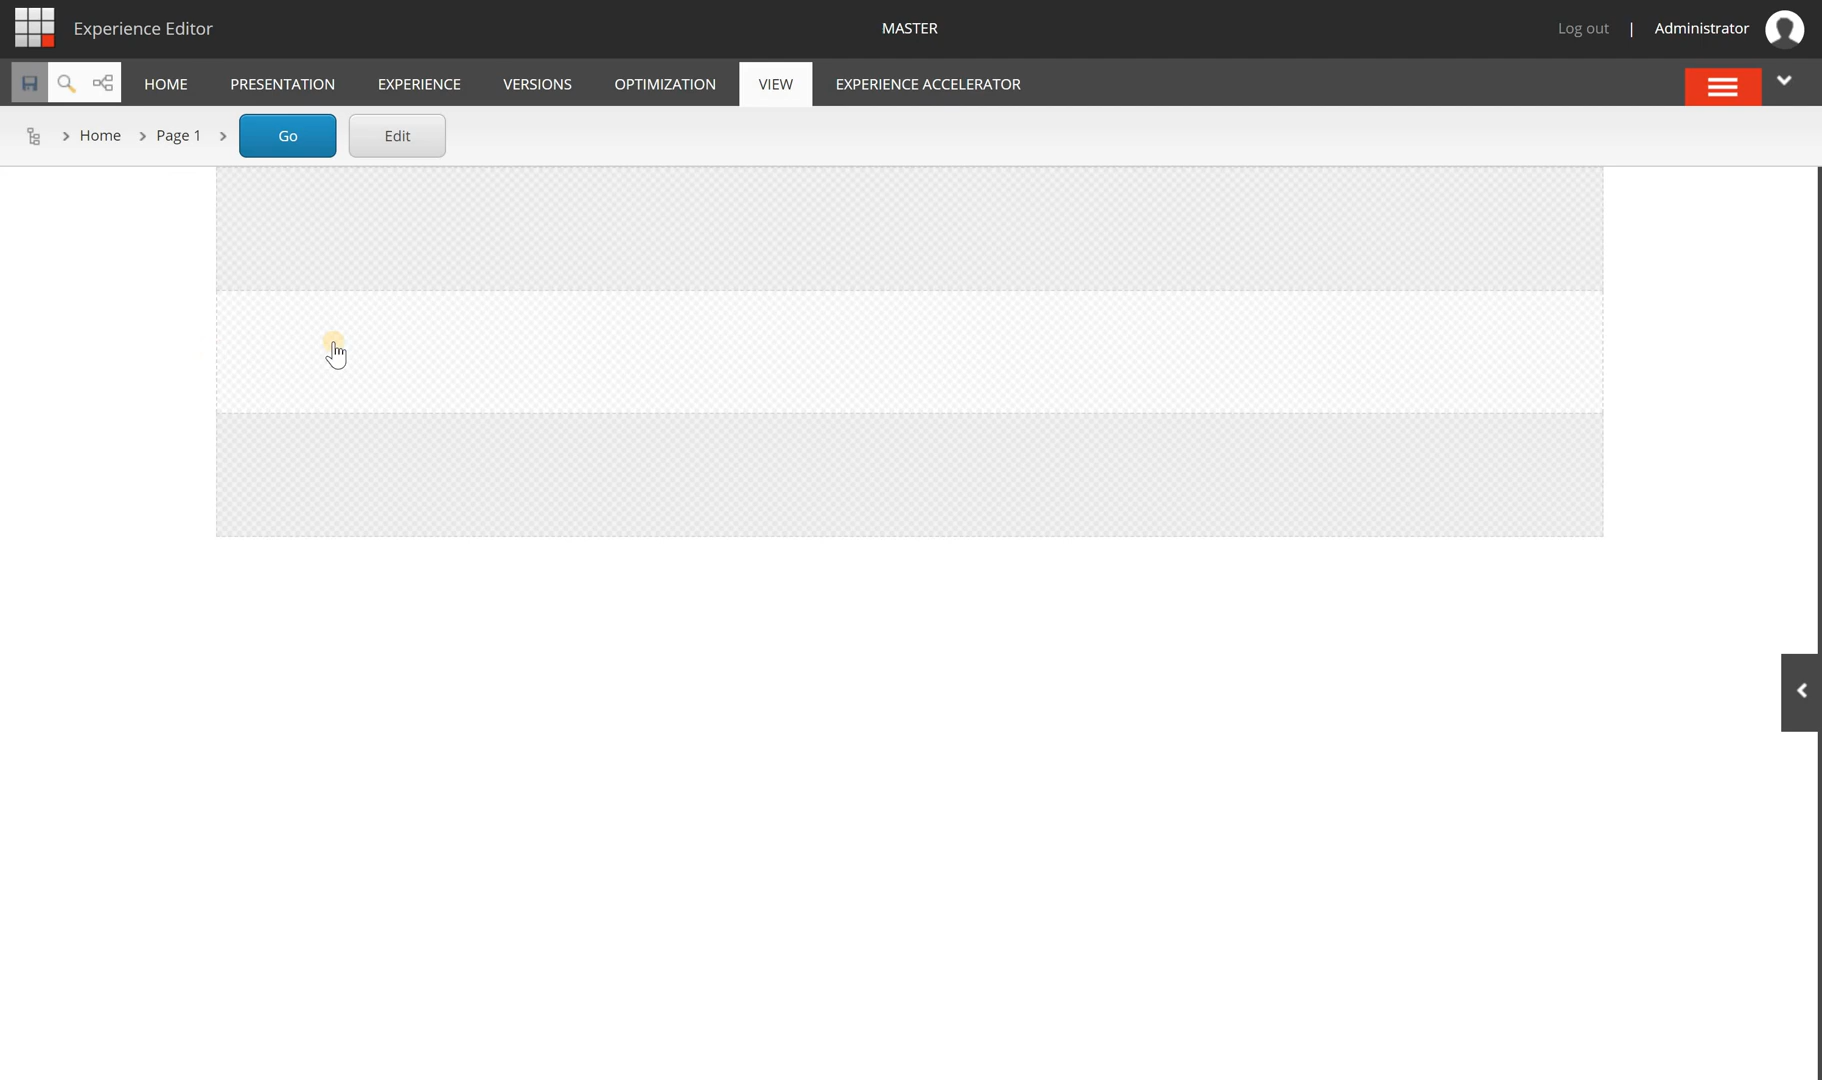 Experience Editor
MASTER
Log out | Administrator
HOME PRESENTATION EXPERIENCE VERSIONS OPTIMIZATION VIEW EXPERIENCE ACCELERATOR
Home Page 1 Go Edit